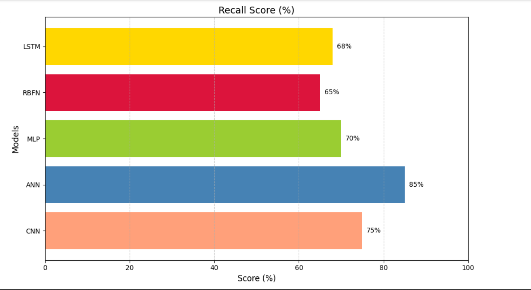 Recall Score (%)
LSTM
68%
RBFN
65%
MLP
70%
ANN
85%
CNN
75%
Models
0 20 40 60 80 100
Score (%)